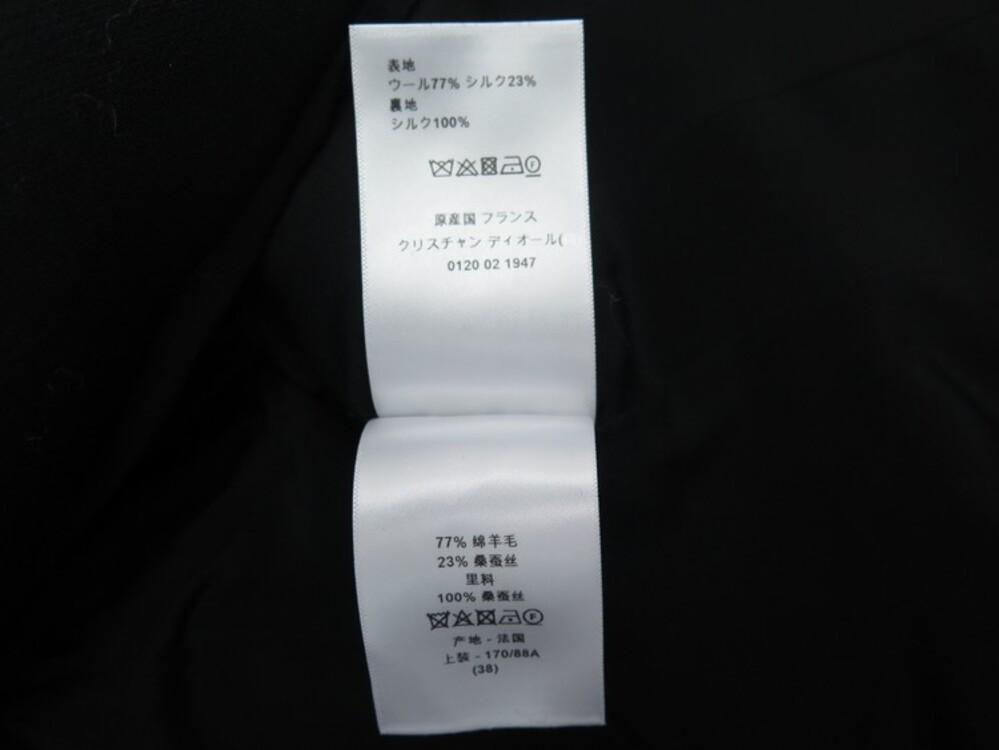 表地
ウール77% シルク23%
裏地
シルク100%
原産国 フランス
クリスチャン ディオール(
0120 02 1947
77% 绵羊毛
23% 桑蚕丝
里料
100% 桑蚕丝
产地 - 法国
上装 - 170/88A
(38)